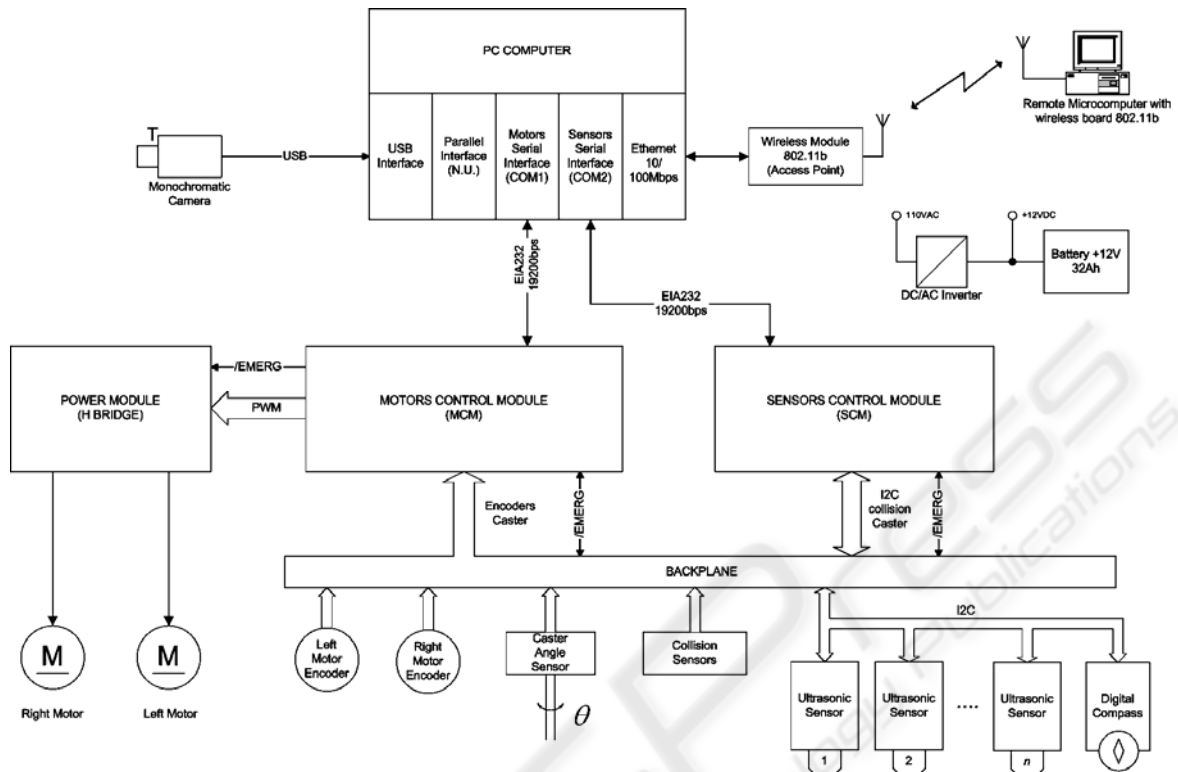 PC COMPUTER
USB
Interface
Parallel
Interface
(N.U.)
Motors
Serial
Interface
(COM1)
Sensors
Serial
Interface
(COM2)
Ethernet
10/
100Mbps
T
Monochromatic
Camera
USB
Wireless Module
802.11b
(Access Point)
Remote Microcomputer with
wireless board 802.11b
110VAC
+12VDC
DC/AC Inverter
Battery +12V
32Ah
EIA232
19200bps
EIA232
19200bps
POWER MODULE
(H BRIDGE)
/EMERG
PWM
MOTORS CONTROL MODULE
(MCM)
SENSORS CONTROL MODULE
(SCM)
Encoders
Caster
/EMERG
I2C
collision
Caster
/EMERG
BACKPLANE
I2C
M
Right Motor
M
Left Motor
Left
Motor
Encoder
Right
Motor
Encoder
Caster
Angle
Sensor
θ
Collision
Sensors
Ultrasonic
Sensor
1
Ultrasonic
Sensor
2
....
Ultrasonic
Sensor
n
Digital
Compass
Press
Publications